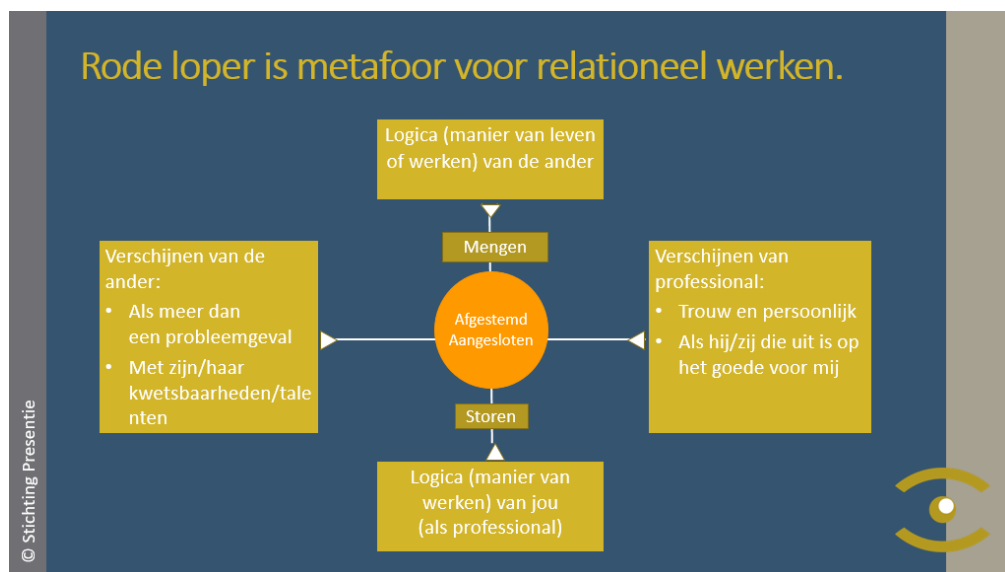 Rode loper is metafoor voor relationeel werken.
Logica (manier van leven
of werken) van de ander
Mengen
Verschijnen van de
ander:
• Als meer dan
een probleemgeval
• Met zijn/haar
kwetsbaarheden/tale
nten
Afgestemd
Aangesloten
Verschijnen van
professional:
• Trouw en persoonlijk
• Als hij/zij die uit is op
het goede voor mij
Storen
Logica (manier van
werken) van jou
(als professional)
© Stichting Presentie